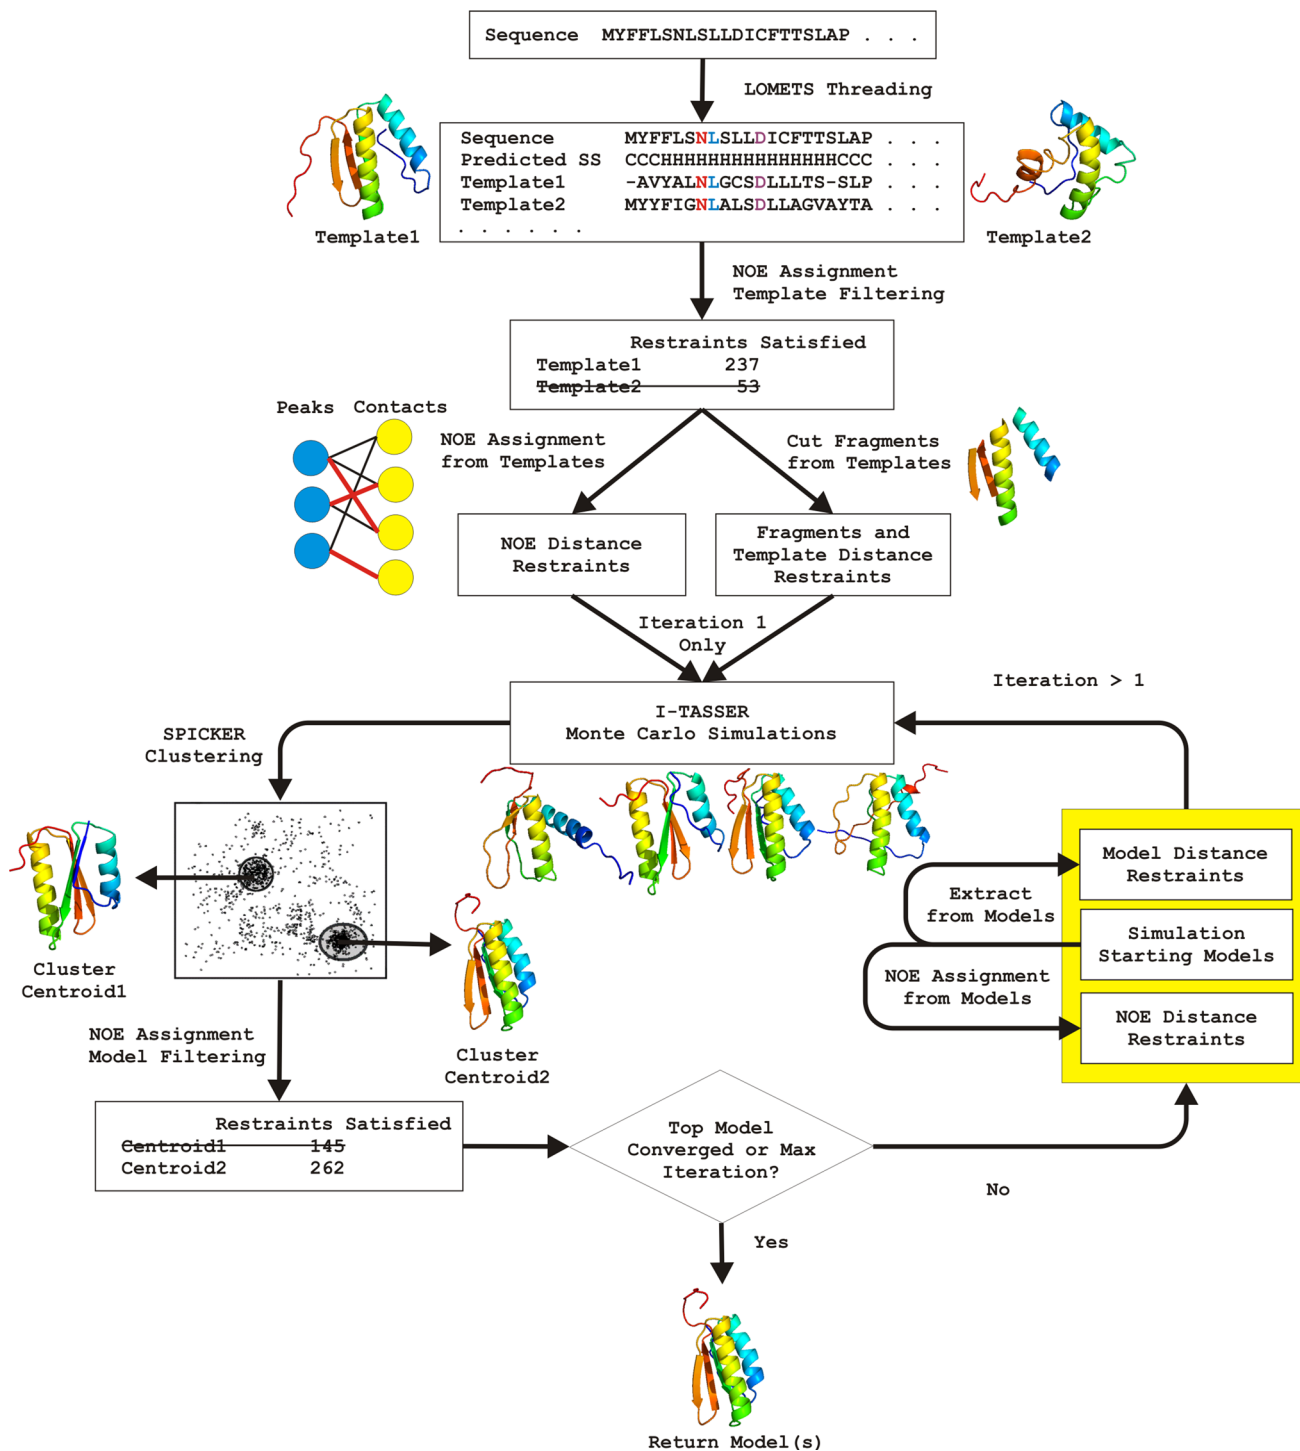 Sequence MYFFLSNLSLLDICFTTSLAP . . .
LOMETS Threading
Sequence MYFFLSNLSLLDICFTTSLAP . . .
Predicted SS CCCHHHHHHHHHHHHHHHHHCCC . . .
Template1 -AVYALNLGCSDLLLTS-SLP . . .
Template2 MYYFIGNLALSDLLAGVAYTA . . .
. . . . . .
Template1
Template2
NOE Assignment
Template Filtering
Restraints Satisfied
Template1 237
Template2 53
Peaks
Contacts
NOE Assignment
from Templates
Cut Fragments
from Templates
NOE Distance
Restraints
Fragments and
Template Distance
Restraints
Iteration 1
Only
I-TASSER
Monte Carlo Simulations
Iteration > 1
SPICKER
Clustering
Cluster
Centroid1
Cluster
Centroid2
Model Distance
Restraints
Extract
from Models
Simulation
Starting Models
NOE Assignment
from Models
NOE Distance
Restraints
NOE Assignment
Model Filtering
Restraints Satisfied
Centroid1 145
Centroid2 262
Top Model
Converged or Max
Iteration?
No
Yes
Return Model(s)